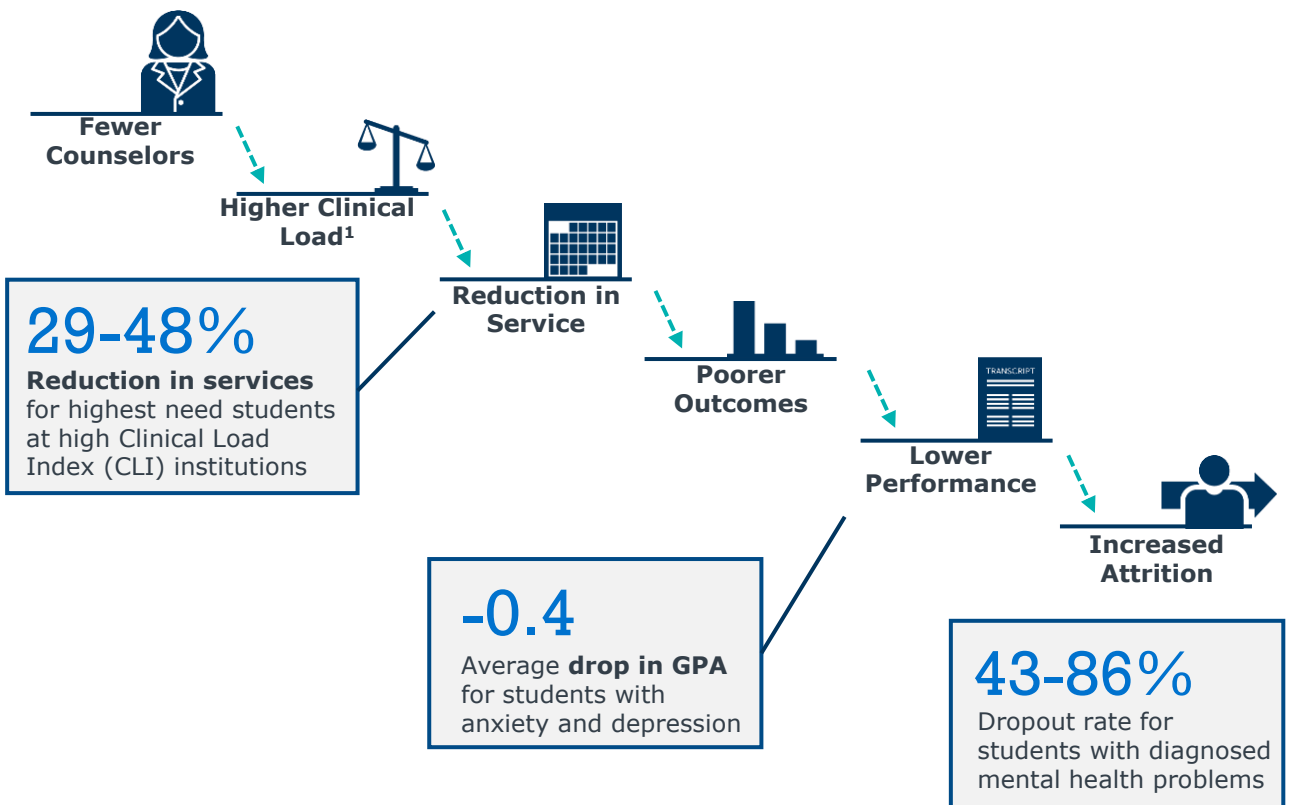 Fewer
Counselors
Higher Clinical
Load¹
Reduction in
Service
29-48%
Reduction in services
for highest need students
at high Clinical Load
Index (CLI) institutions
Poorer
Outcomes
TRANSCRIPT
Lower
Performance
Increased
Attrition
-0.4
Average drop in GPA
for students with
anxiety and depression
43-86%
Dropout rate for
students with diagnosed
mental health problems